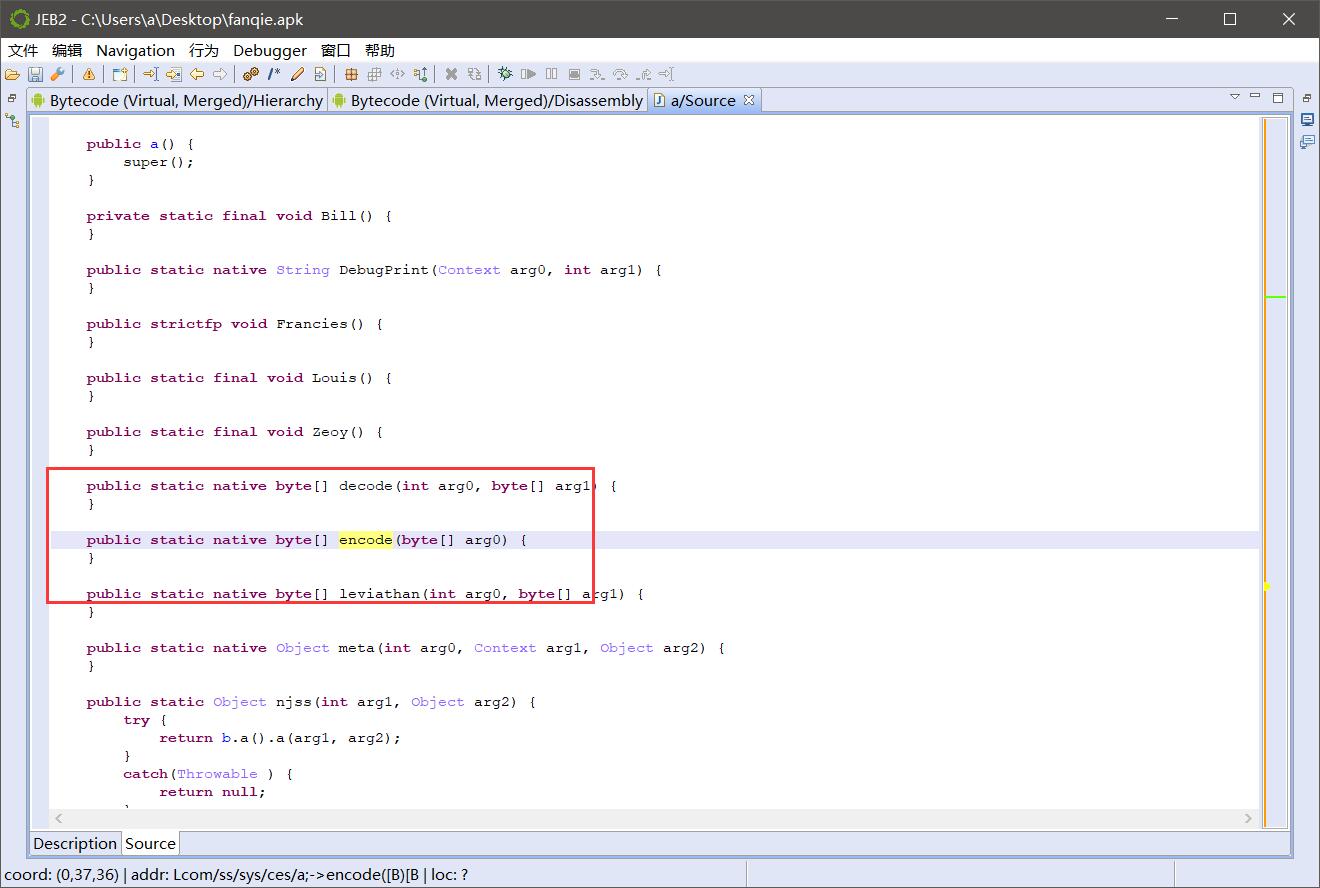 JEB2 - C:\Users\a\Desktop\fanqie.apk
文件 编辑 Navigation 行为 Debugger 窗口 帮助
Bytecode (Virtual, Merged)/Hierarchy Bytecode (Virtual, Merged)/Disassembly a/Source
public a() {
super();
}
private static final void Bill() {
}
public static native String DebugPrint(Context arg0, int arg1) {
}
public strictfp void Francies() {
}
public static final void Louis() {
}
public static final void Zeoy() {
}
public static native byte[] decode(int arg0, byte[] arg1) {
}
public static native byte[] encode(byte[] arg0) {
}
public static native byte[] leviathan(int arg0, byte[] arg1) {
}
public static native Object meta(int arg0, Context arg1, Object arg2) {
}
public static Object njss(int arg1, Object arg2) {
try {
return b.a().a(arg1, arg2);
}
catch(Throwable ) {
return null;
Description Source
coord: (0,37,36) | addr: Lcom/ss/sys/ces/a;->encode([B)[B | loc: ?